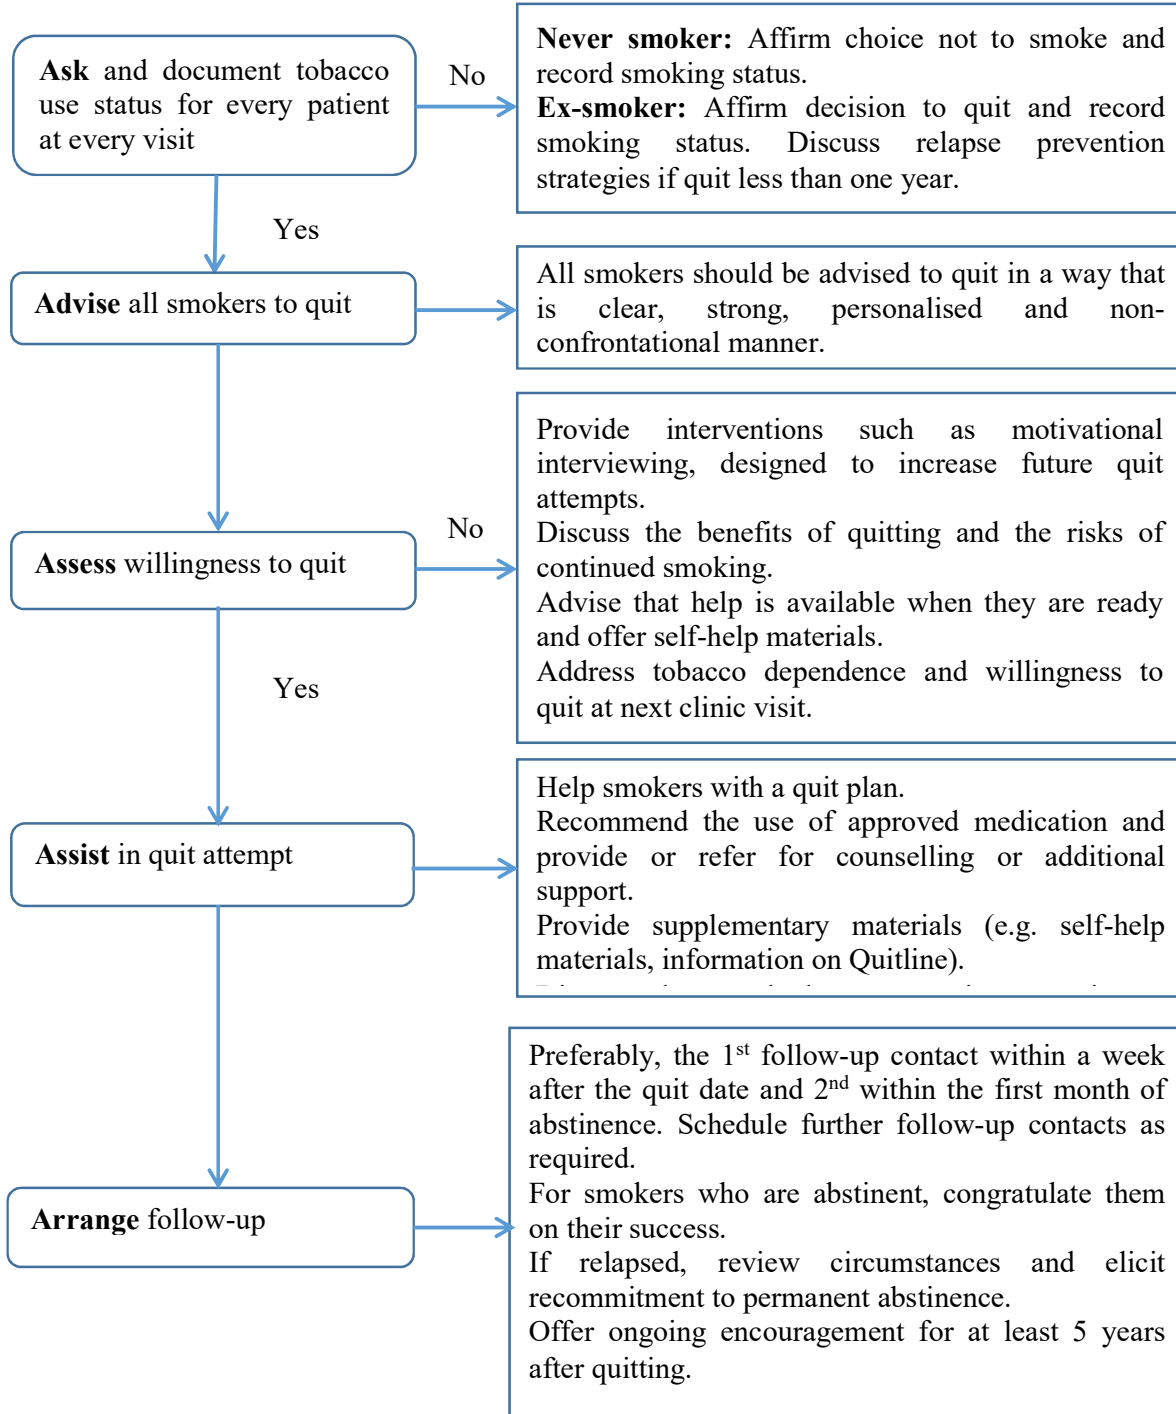 Ask and document tobacco
use status for every patient
at every visit
No
Never smoker: Affirm choice not to smoke and
record smoking status.
Ex-smoker: Affirm decision to quit and record
smoking status. Discuss relapse prevention
strategies if quit less than one year.
Yes
Advise all smokers to quit
All smokers should be advised to quit in a way that
is clear, strong, personalised and non-
confrontational manner.
Assess willingness to quit
No
Provide interventions such as motivational
interviewing, designed to increase future quit
attempts.
Discuss the benefits of quitting and the risks of
continued smoking.
Advise that help is available when they are ready
and offer self-help materials.
Address tobacco dependence and willingness to
quit at next clinic visit.
Yes
Assist in quit attempt
Help smokers with a quit plan.
Recommend the use of approved medication and
provide or refer for counselling or additional
support.
Provide supplementary materials (e.g. self-help
materials, information on Quitline).
Arrange follow-up
Preferably, the 1st follow-up contact within a week
after the quit date and 2nd within the first month of
abstinence. Schedule further follow-up contacts as
required.
For smokers who are abstinent, congratulate them
on their success.
If relapsed, review circumstances and elicit
recommitment to permanent abstinence.
Offer ongoing encouragement for at least 5 years
after quitting.